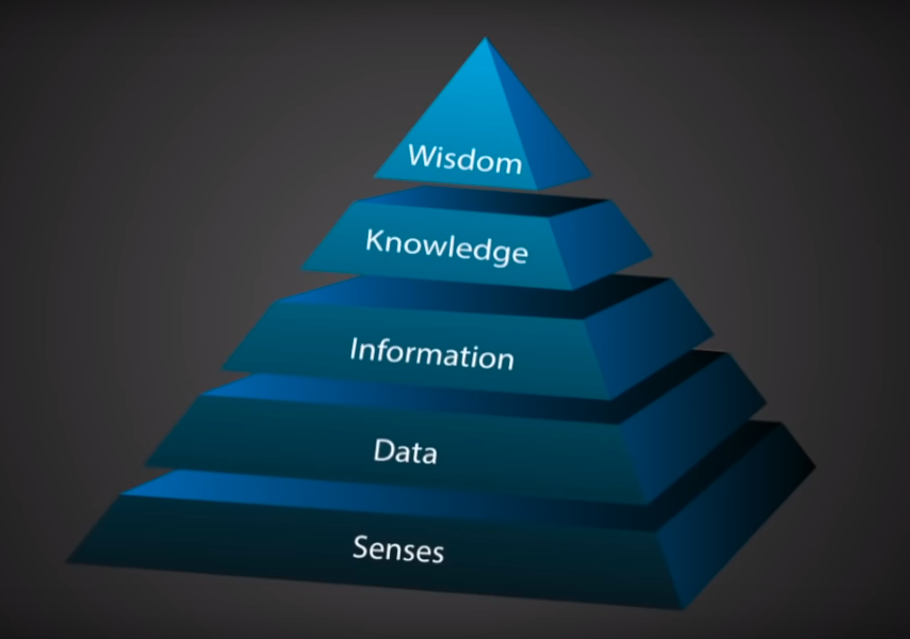 Wisdom
Knowledge
Information
Data
Senses